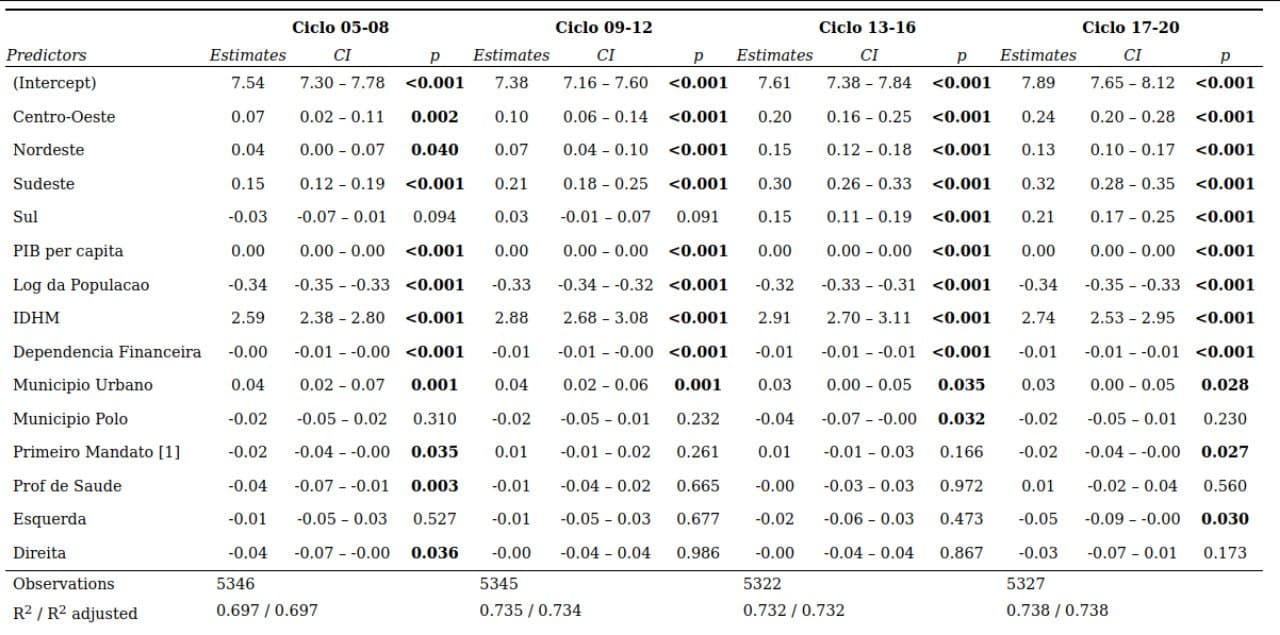 Ciclo 05-08 Ciclo 09-12 Ciclo 13-16 Ciclo 17-20
Predictors Estimates CI p Estimates CI p Estimates CI p Estimates CI p
(Intercept) 7.54 7.30 – 7.78 <0.001 7.38 7.16 – 7.60 <0.001 7.61 7.38 – 7.84 <0.001 7.89 7.65 – 8.12 <0.001
Centro-Oeste 0.07 0.02 – 0.11 0.002 0.10 0.06 – 0.14 <0.001 0.20 0.16 – 0.25 <0.001 0.24 0.20 – 0.28 <0.001
Nordeste 0.04 0.00 – 0.07 0.040 0.07 0.04 – 0.10 <0.001 0.15 0.12 – 0.18 <0.001 0.13 0.10 – 0.17 <0.001
Sudeste 0.15 0.12 – 0.19 <0.001 0.21 0.18 – 0.25 <0.001 0.30 0.26 – 0.33 <0.001 0.32 0.28 – 0.35 <0.001
Sul -0.03 -0.07 – 0.01 0.094 0.03 -0.01 – 0.07 0.091 0.15 0.11 – 0.19 <0.001 0.21 0.17 – 0.25 <0.001
PIB per capita 0.00 0.00 – 0.00 <0.001 0.00 0.00 – 0.00 <0.001 0.00 0.00 – 0.00 <0.001 0.00 0.00 – 0.00 <0.001
Log da Populacao -0.34 -0.35 – -0.33 <0.001 -0.33 -0.34 – -0.32 <0.001 -0.32 -0.33 – -0.31 <0.001 -0.34 -0.35 – -0.33 <0.001
IDHM 2.59 2.38 – 2.80 <0.001 2.88 2.68 – 3.08 <0.001 2.91 2.70 – 3.11 <0.001 2.74 2.53 – 2.95 <0.001
Dependencia Financeira -0.00 -0.01 – -0.00 <0.001 -0.01 -0.01 – -0.00 <0.001 -0.01 -0.01 – -0.01 <0.001 -0.01 -0.01 – -0.01 <0.001
Municipio Urbano 0.04 0.02 – 0.07 0.001 0.04 0.02 – 0.06 0.001 0.03 0.00 – 0.05 0.035 0.03 0.00 – 0.05 0.028
Municipio Polo -0.02 -0.05 – 0.02 0.310 -0.02 -0.05 – 0.01 0.232 -0.04 -0.07 – -0.00 0.032 -0.02 -0.05 – 0.01 0.230
Primeiro Mandato [1] -0.02 -0.04 – -0.00 0.035 0.01 -0.01 – 0.02 0.261 0.01 -0.01 – 0.03 0.166 -0.02 -0.04 – -0.00 0.027
Prof de Saude -0.04 -0.07 – -0.01 0.003 -0.01 -0.04 – 0.02 0.665 -0.00 -0.03 – 0.03 0.972 0.01 -0.02 – 0.04 0.560
Esquerda -0.01 -0.05 – 0.03 0.527 -0.01 -0.05 – 0.03 0.677 -0.02 -0.06 – 0.03 0.473 -0.05 -0.09 – -0.00 0.030
Direita -0.04 -0.07 – -0.00 0.036 -0.00 -0.04 – 0.04 0.986 -0.00 -0.04 – 0.04 0.867 -0.03 -0.07 – 0.01 0.173
Observations 5346 5345 5322 5327
R² / R² adjusted 0.697 / 0.697 0.735 / 0.734 0.732 / 0.732 0.738 / 0.738